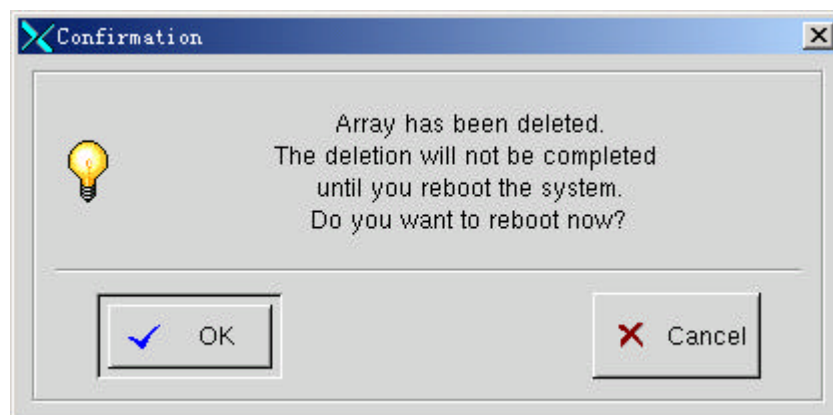 Confirmation
Array has been deleted.
The deletion will not be completed
until you reboot the system.
Do you want to reboot now?
OK
Cancel